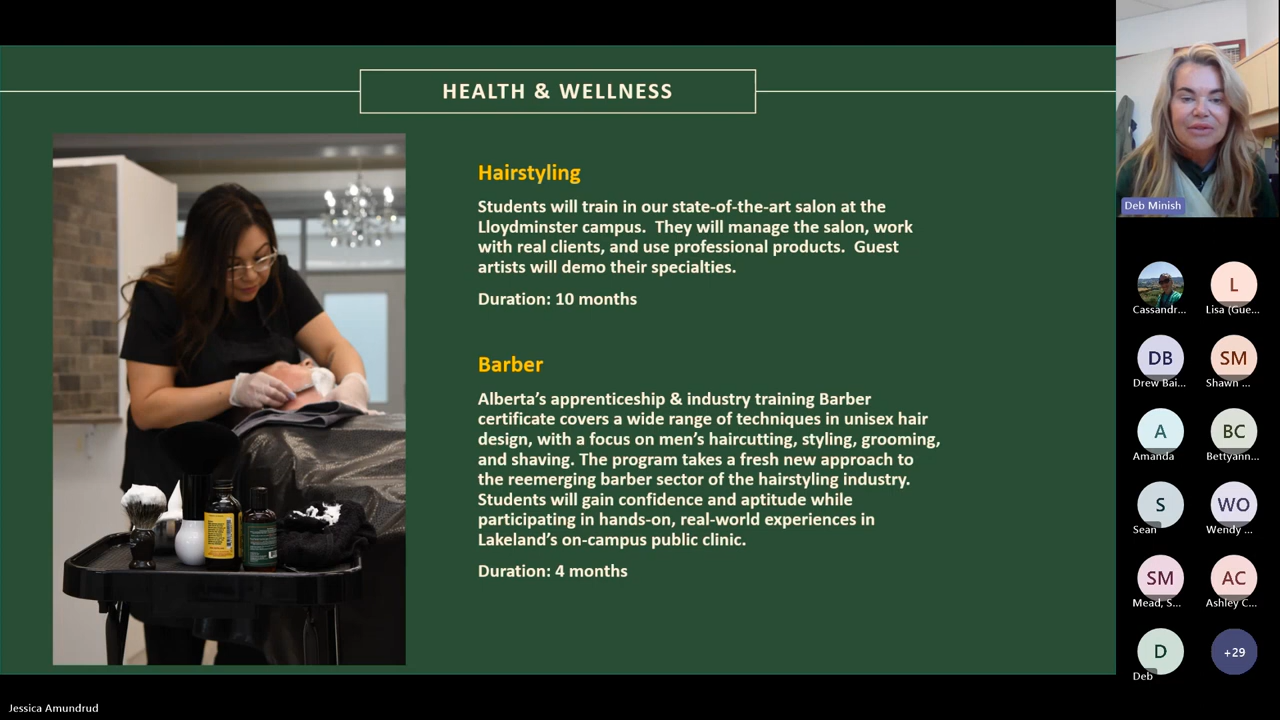 HEALTH & WELLNESS
Hairstyling
Students will train in our state-of-the-art salon at the
Lloydminster campus.  They will manage the salon, work
with real clients, and use professional products.  Guest
artists will demo their specialties.
Duration: 10 months
Barber
Alberta’s apprenticeship & industry training Barber
certificate covers a wide range of techniques in unisex hair
design, with a focus on men’s haircutting, styling, grooming,
and shaving. The program takes a fresh new approach to
the reemerging barber sector of the hairstyling industry.
Students will gain confidence and aptitude while
participating in hands-on, real-world experiences in
Lakeland’s on-campus public clinic.
Duration: 4 months
Deb Minish
Cassandr...
L
Lisa (Gue...
DB
Drew Bai...
SM
Shawn ...
A
Amanda
BC
Bettyann...
S
Sean
WO
Wendy ...
SM
Mead, S...
AC
Ashley C...
D
Deb
+29
Jessica Amundrud